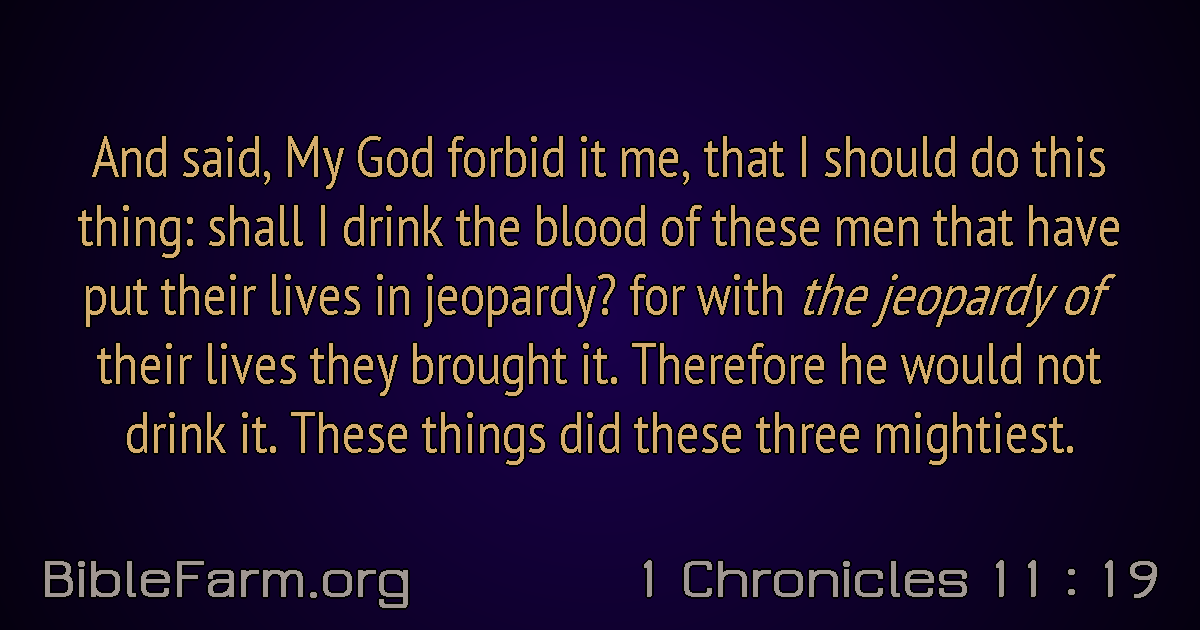 And said, My God forbid it me, that I should do this
thing: shall I drink the blood of these men that have
put their lives in jeopardy? for with the jeopardy of
their lives they brought it. Therefore he would not
drink it. These things did these three mightiest.
BibleFarm.org
1 Chronicles 11 : 19